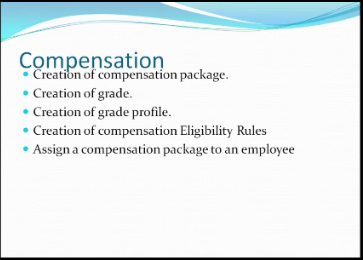 Compensation
Creation of compensation package.
Creation of grade.
Creation of grade profile.
Creation of compensation Eligibility Rules
Assign a compensation package to an employee